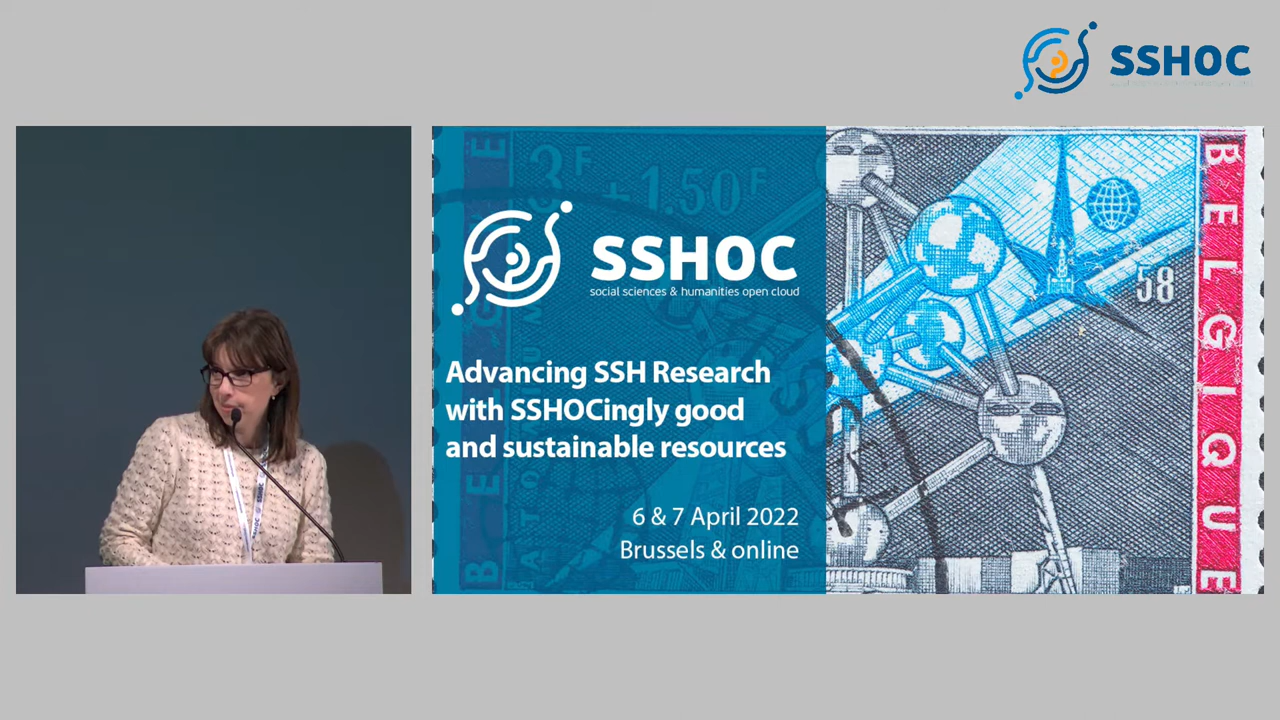 SSHOC
SSHOC
SSHOC
social sciences & humanities open cloud
Advancing SSH Research
with SSHOCingly good
and sustainable resources
6 & 7 April 2022
Brussels & online
3F + 1.50F
58
BELGIQUE